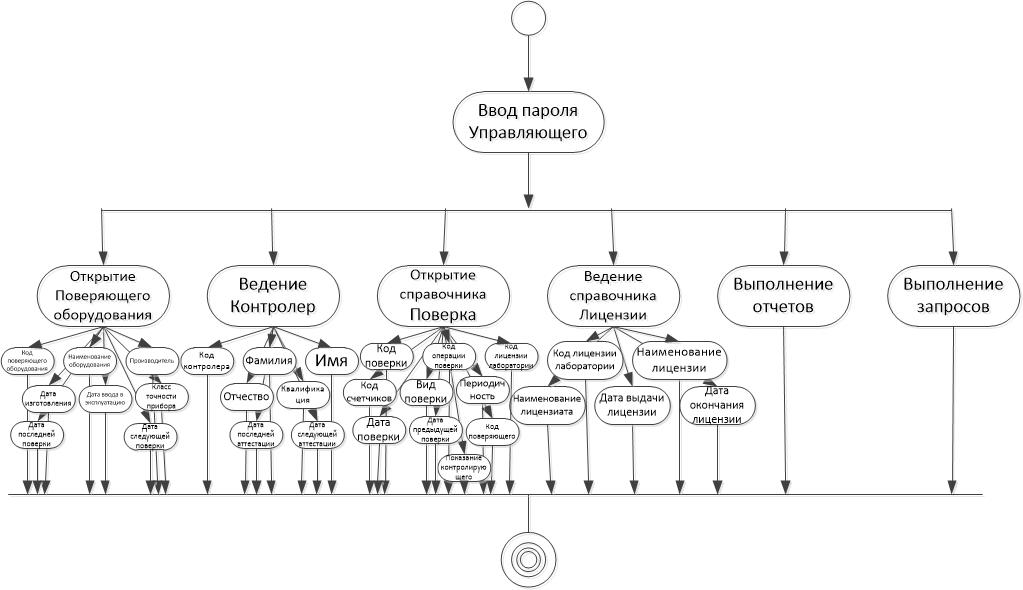 Ввод пароля
Управляющего
Открытие
Поверяющего
оборудования
Ведение
Контролер
Открытие
справочника
Поверка
Ведение
справочника
Лицензии
Выполнение
отчетов
Выполнение
запросов
Код
поверяющего
оборудования
Наименование
оборудования
Производитель
Дата
изготовления
Дата ввода в
эксплуатацию
Класс
точности
прибора
Дата
последней
поверки
Дата
следующей
поверки
Код
контролера
Фамилия
Имя
Отчество
Квалифика
ция
Дата
последней
аттестации
Дата
следующей
аттестации
Код
поверки
Код
операции
поверки
Код
лицензии
лаборатории
Код
счетчиков
Вид
поверки
Периодич
ность
Дата
поверки
Дата
предыдущей
поверки
Код
поверяющего
Показание
контролирую
щего
Код лицензии
лаборатории
Наименование
лицензии
Наименование
лицензиата
Дата выдачи
лицензии
Дата
окончания
лицензии